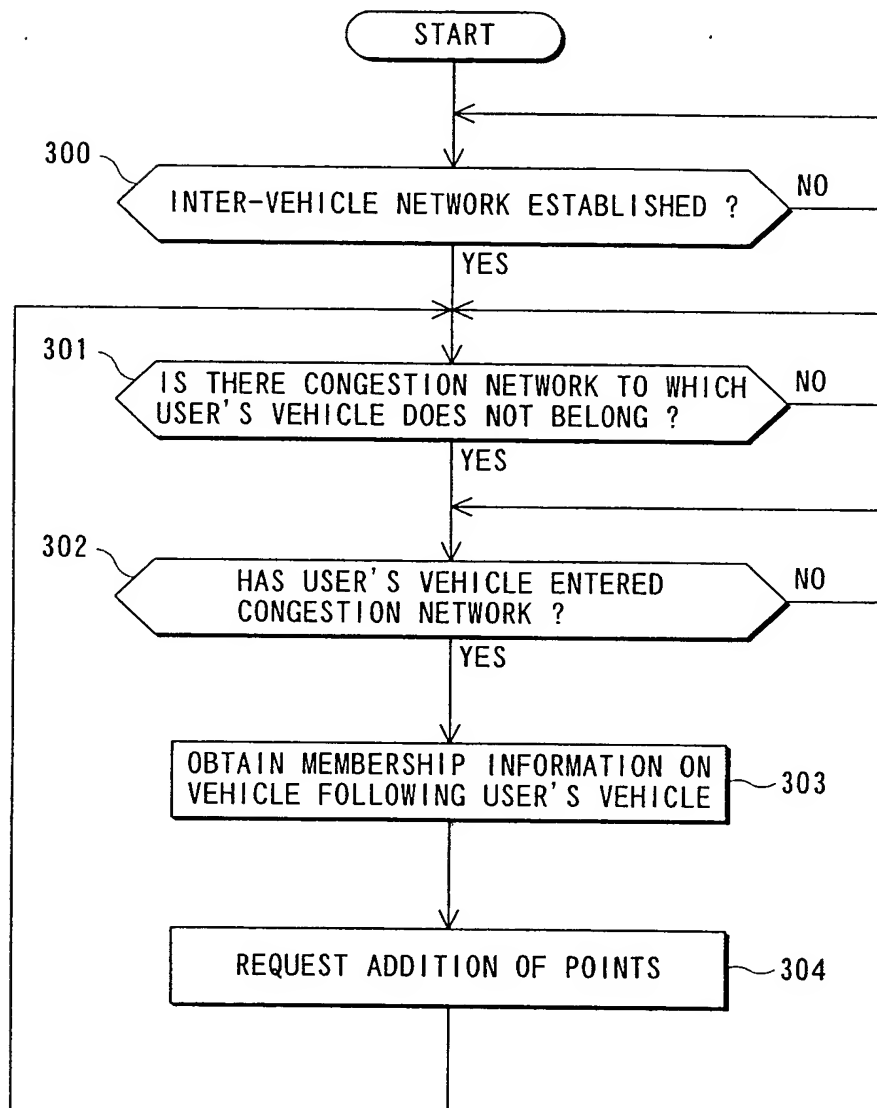 START
300
INTER-VEHICLE NETWORK ESTABLISHED ?
NO
YES
301
IS THERE CONGESTION NETWORK TO WHICH
USER'S VEHICLE DOES NOT BELONG ?
NO
YES
302
HAS USER'S VEHICLE ENTERED
CONGESTION NETWORK ?
NO
YES
OBTAIN MEMBERSHIP INFORMATION ON
VEHICLE FOLLOWING USER'S VEHICLE
303
REQUEST ADDITION OF POINTS
304